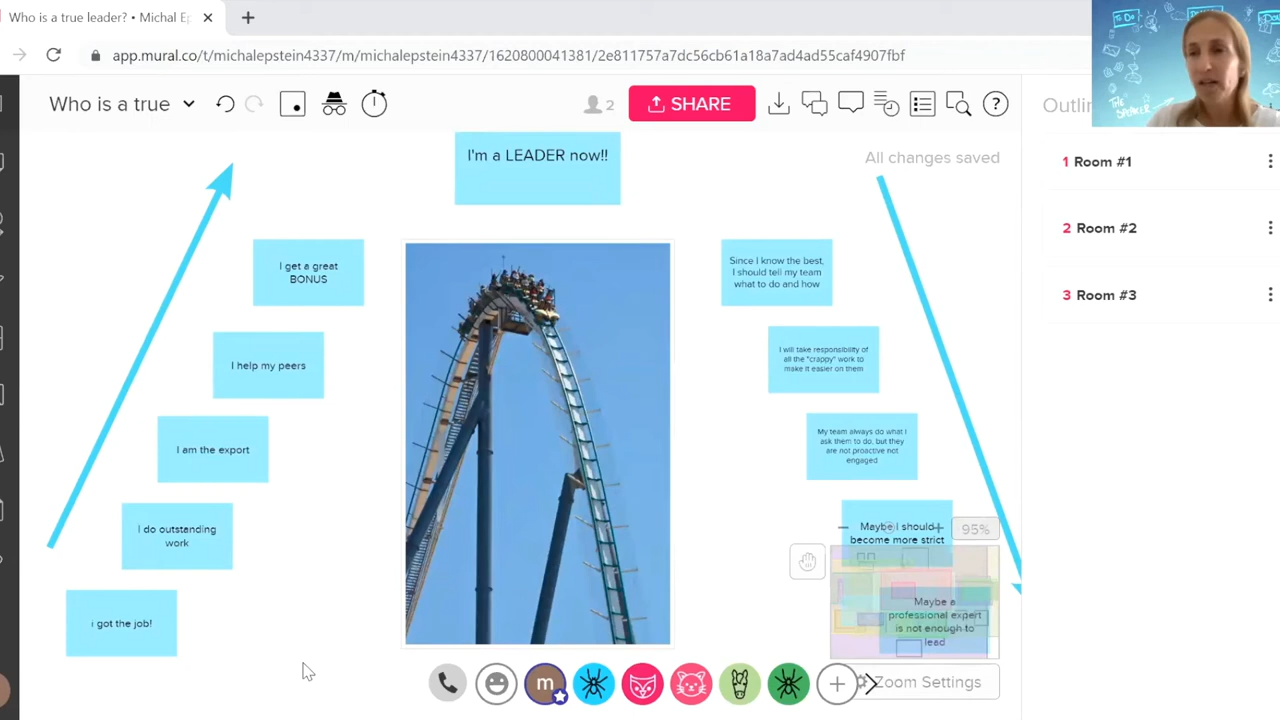 Who is a true leader? • Michal Ep
app.mural.co/t/michalepstein4337/m/michalepstein4337/1620800041381/2e811757a7dc56cb61a18a7ad4ad55caf4907fbf
Who is a true
2
SHARE
?
Outlin
TO DO
THE
SPEAKER
All changes saved
1 Room #1
2 Room #2
3 Room #3
I'm a LEADER now!!
I get a great
BONUS
I help my peers
I am the export
I do outstanding
work
i got the job!
Since I know the best,
I should tell my team
what to do and how
I will take responsibility of
all the "crappy" work to
make it easier on them
My team always do what I
ask them to do, but they
are not proactive not
engaged
Maybe I should
become more strict
95%
Maybe a
professional expert
is not enough to
lead
m
Zoom Settings